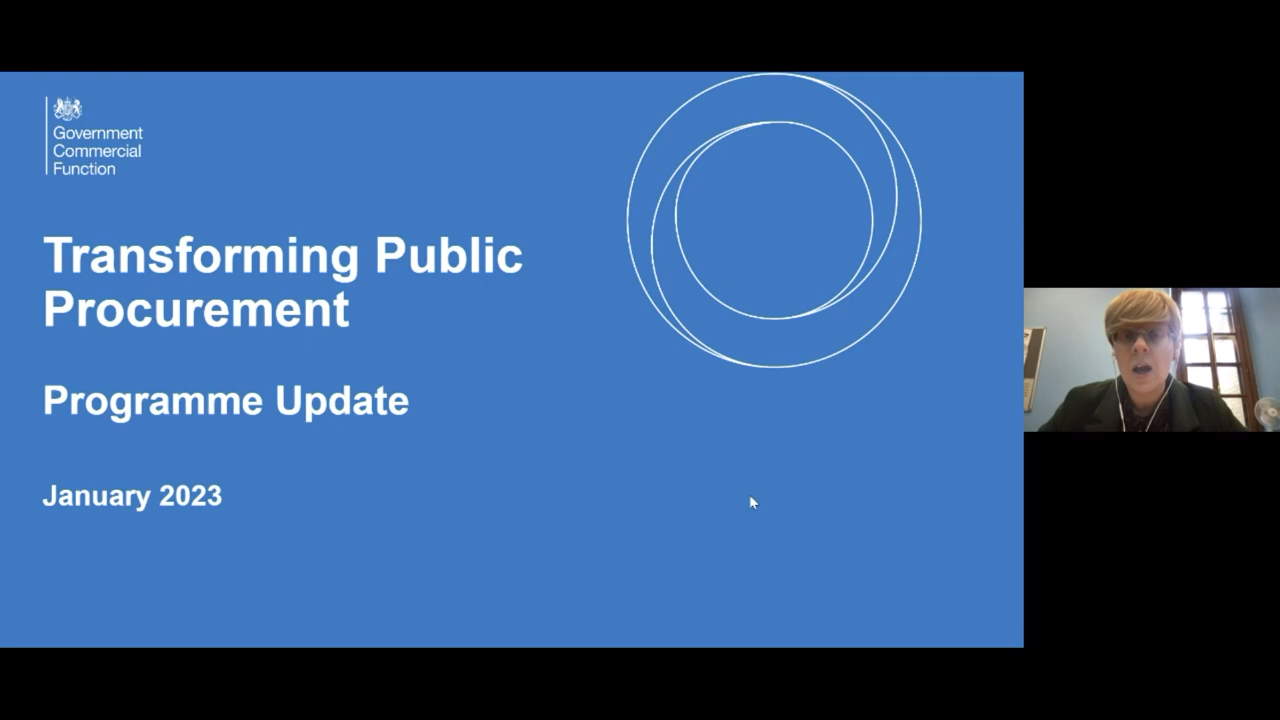 Government
Commercial
Function
Transforming Public
Procurement
Programme Update
January 2023